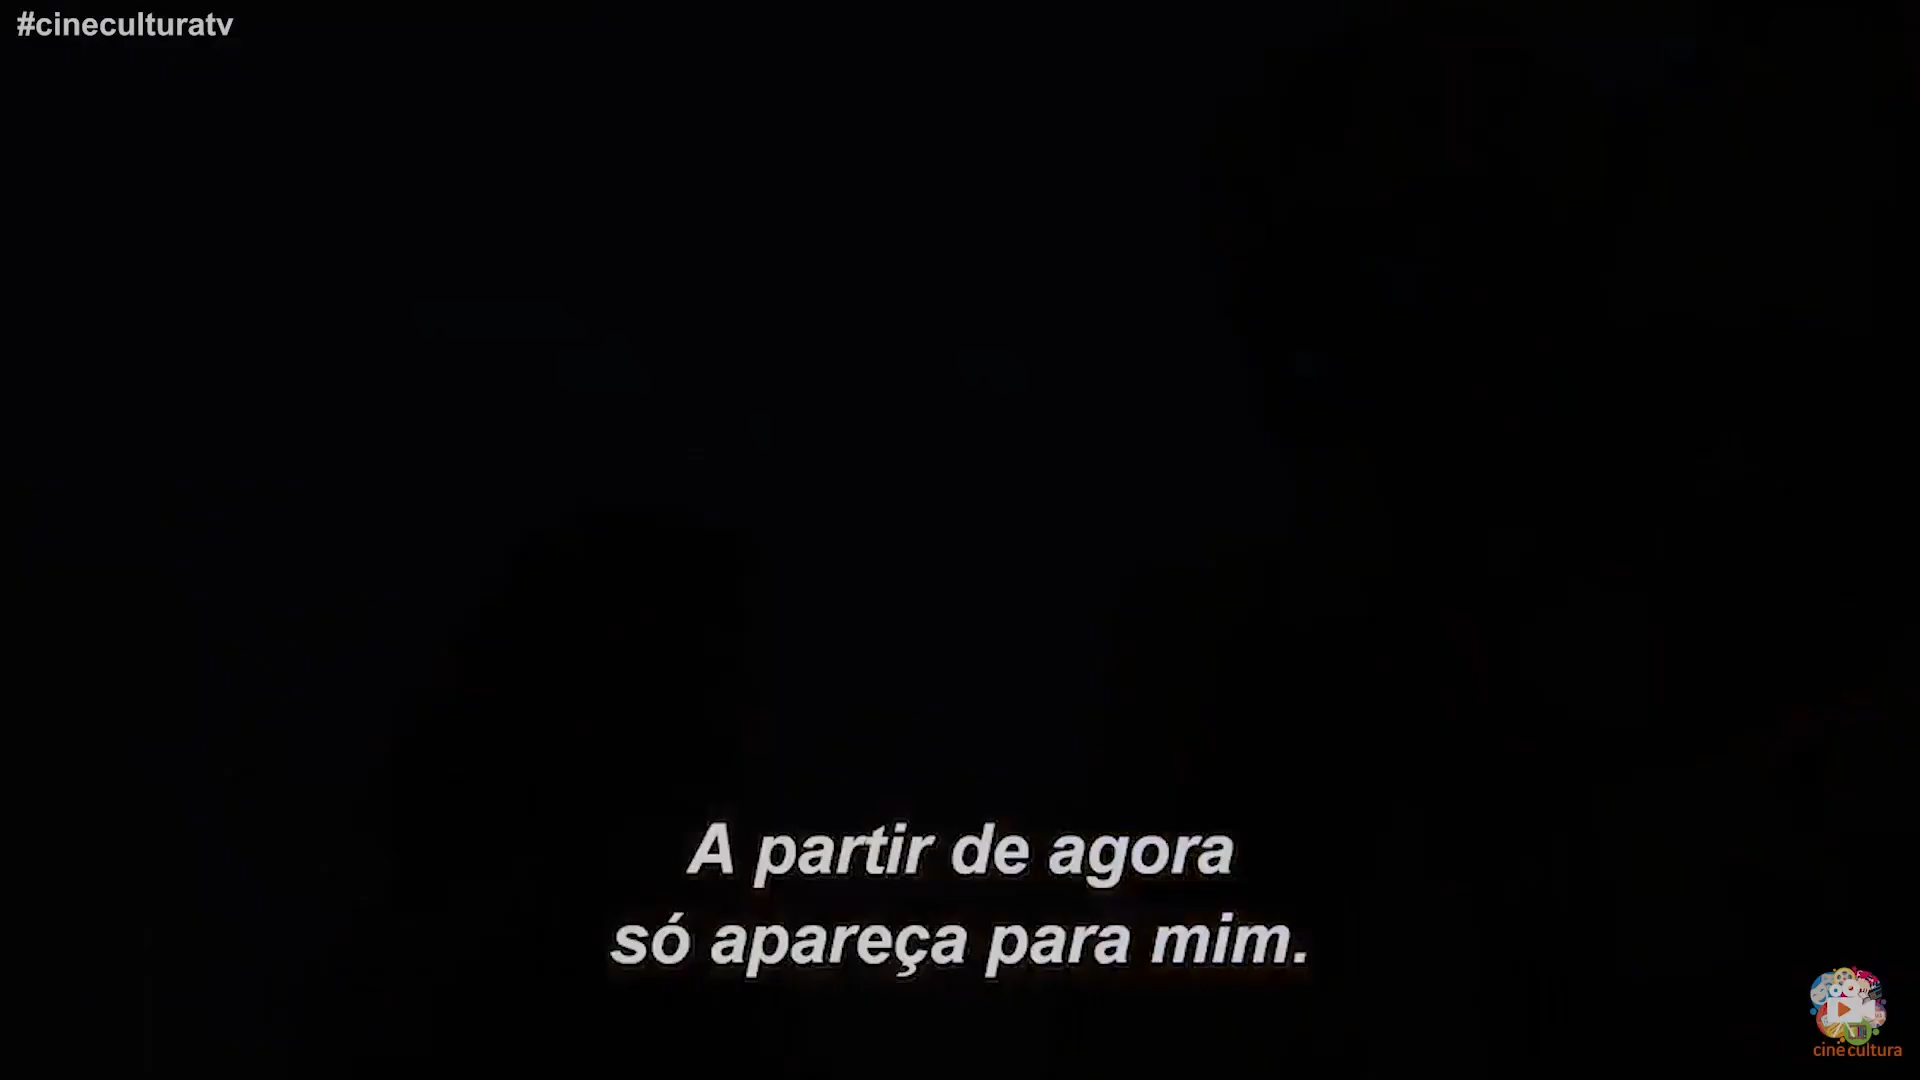 #cineculturatv
A partir de agora
só apareça para mim.
cine cultura